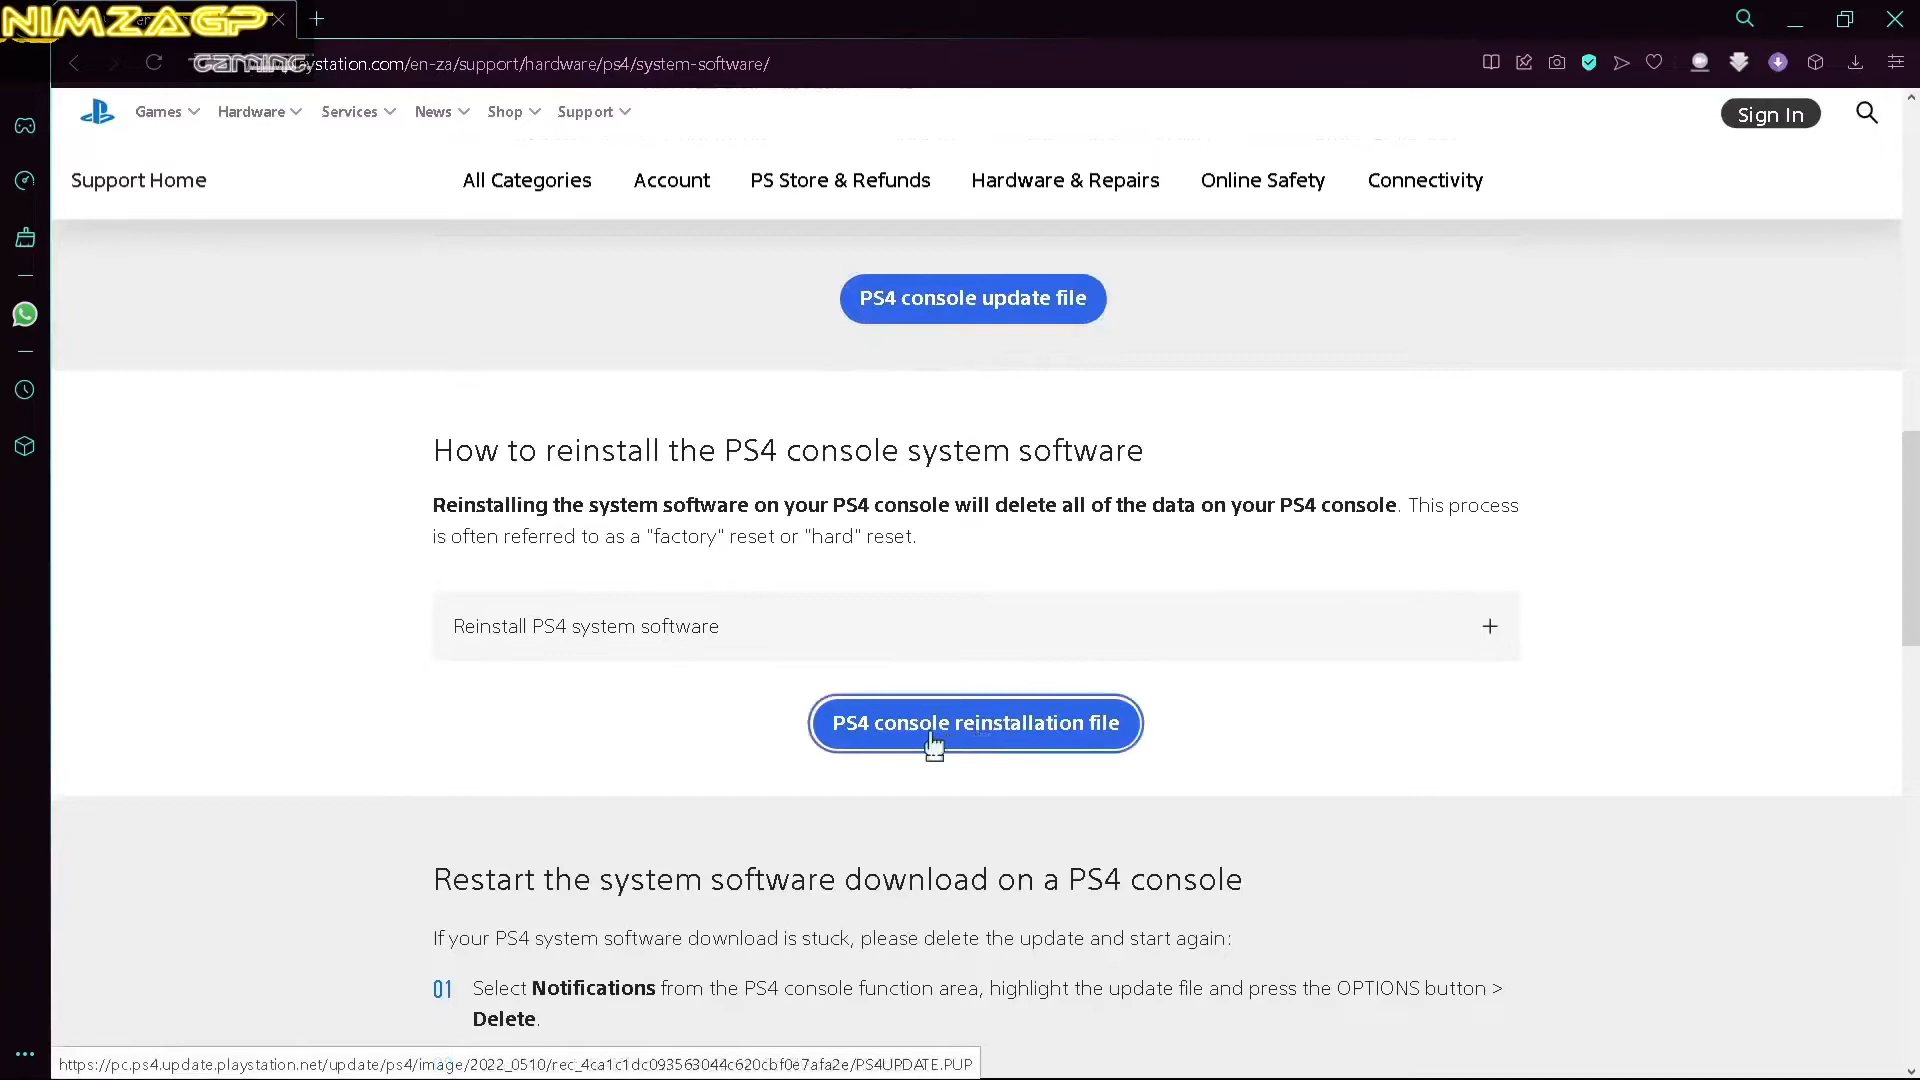 NIMZAGP
GAMING
ystation.com/en-za/support/hardware/ps4/system-software/
Games Hardware Services News Shop Support
Sign In
Support Home
All Categories Account PS Store & Refunds Hardware & Repairs Online Safety Connectivity
PS4 console update file
How to reinstall the PS4 console system software
Reinstalling the system software on your PS4 console will delete all of the data on your PS4 console. This process
is often referred to as a "factory" reset or "hard" reset.
Reinstall PS4 system software +
PS4 console reinstallation file
Restart the system software download on a PS4 console
If your PS4 system software download is stuck, please delete the update and start again:
01 Select Notifications from the PS4 console function area, highlight the update file and press the OPTIONS button >
Delete.
https://pc.ps4.update.playstation.net/update/ps4/image/2022_0510/rec_4ca1c1dc093563044c620cbf0e7afa2e/PS4UPDATE.PUP